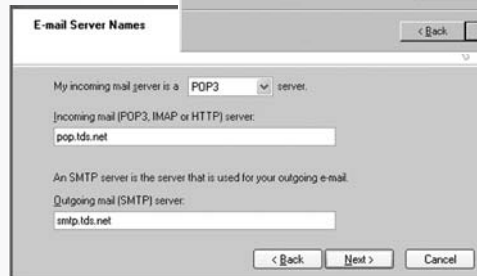 E-mail Server Names
< Back
My incoming mail server is a POP3 server.
Incoming mail (POP3, IMAP or HTTP) server:
pop.tds.net
An SMTP server is the server that is used for your outgoing e-mail.
Outgoing mail (SMTP) server:
smtp.tds.net
< Back Next > Cancel